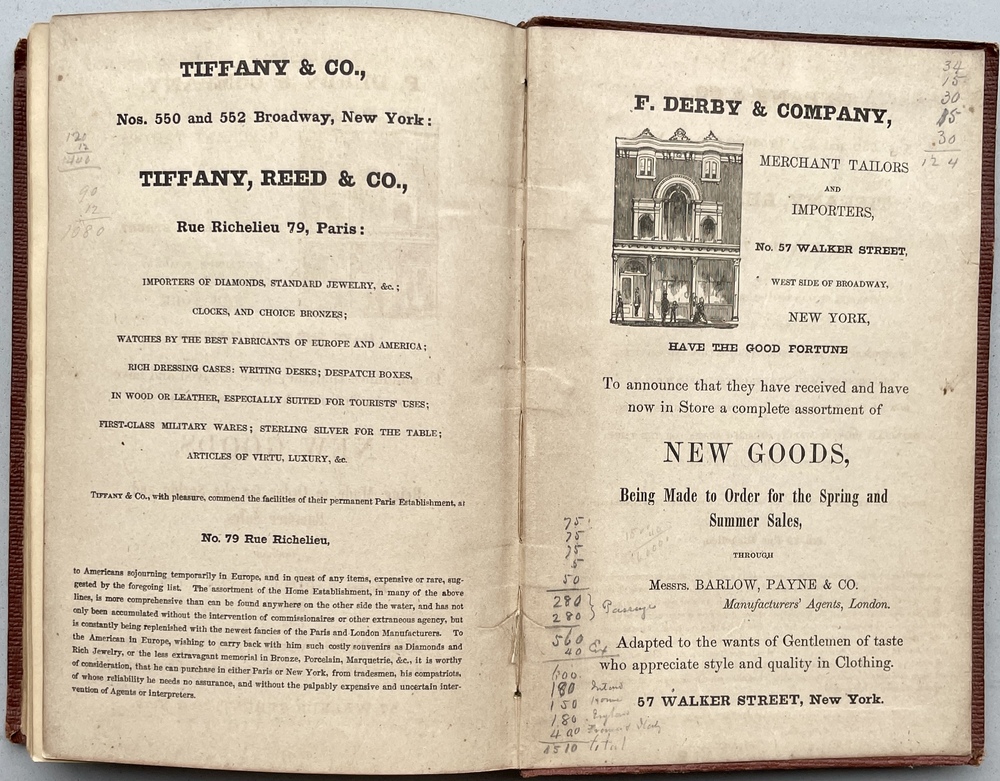 TIFFANY & CO.,
Nos. 550 and 552 Broadway, New York:
TIFFANY, REED & CO.,
Rue Richelieu 79, Paris:
IMPORTERS OF DIAMONDS, STANDARD JEWELRY, &c.;
CLOCKS, AND CHOICE BRONZES;
WATCHES BY THE BEST FABRICANTS OF EUROPE AND AMERICA;
RICH DRESSING CASES: WRITING DESKS; DESPATCH BOXES,
IN WOOD OR LEATHER, ESPECIALLY SUITED FOR TOURISTS' USES;
FIRST-CLASS MILITARY WARES; STERLING SILVER FOR THE TABLE;
ARTICLES OF VIRTU, LUXURY, &c.
TIFFANY & CO., with pleasure, commend the facilities of their permanent Paris Establishment, at
No. 79 Rue Richelieu,
to Americans sojourning temporarily in Europe, and in quest of any items, expensive or rare, sug-
gested by the foregoing list. The assortment of the Home Establishment, in many of the above
lines, is more comprehensive than can be found anywhere on the other side the water, and has not
only been accumulated without the intervention of commissionaires or other extraneous agency, but
is constantly being replenished with the newest fancies of the Paris and London Manufacturers. To
the American in Europe, wishing to carry back with him such costly souvenirs as Diamonds and
Rich Jewelry, or the less extravagant memorial in Bronze, Porcelain, Marquetrie, &c., it is worthy
of consideration, that he can purchase in either Paris or New York, from tradesmen, his compatriots,
of whose reliability he needs no assurance, and without the palpably expensive and uncertain inter-
vention of Agents or interpreters.
120
12
90
12
1080
34
15
30
15
30
124
F. DERBY & COMPANY,
MERCHANT TAILORS
AND
IMPORTERS,
No. 57 WALKER STREET,
WEST SIDE OF BROADWAY,
NEW YORK,
HAVE THE GOOD FORTUNE
To announce that they have received and have
now in Store a complete assortment of
NEW GOODS,
Being Made to Order for the Spring and
Summer Sales,
THROUGH
Messrs. BARLOW, PAYNE & CO.
Manufacturers' Agents, London.
Adapted to the wants of Gentlemen of taste
who appreciate style and quality in Clothing.
57 WALKER STREET, New York.
75
75
75
5
50
280
280 Passage
560
40
600
180
150 Rome
180 England
400
1510 total